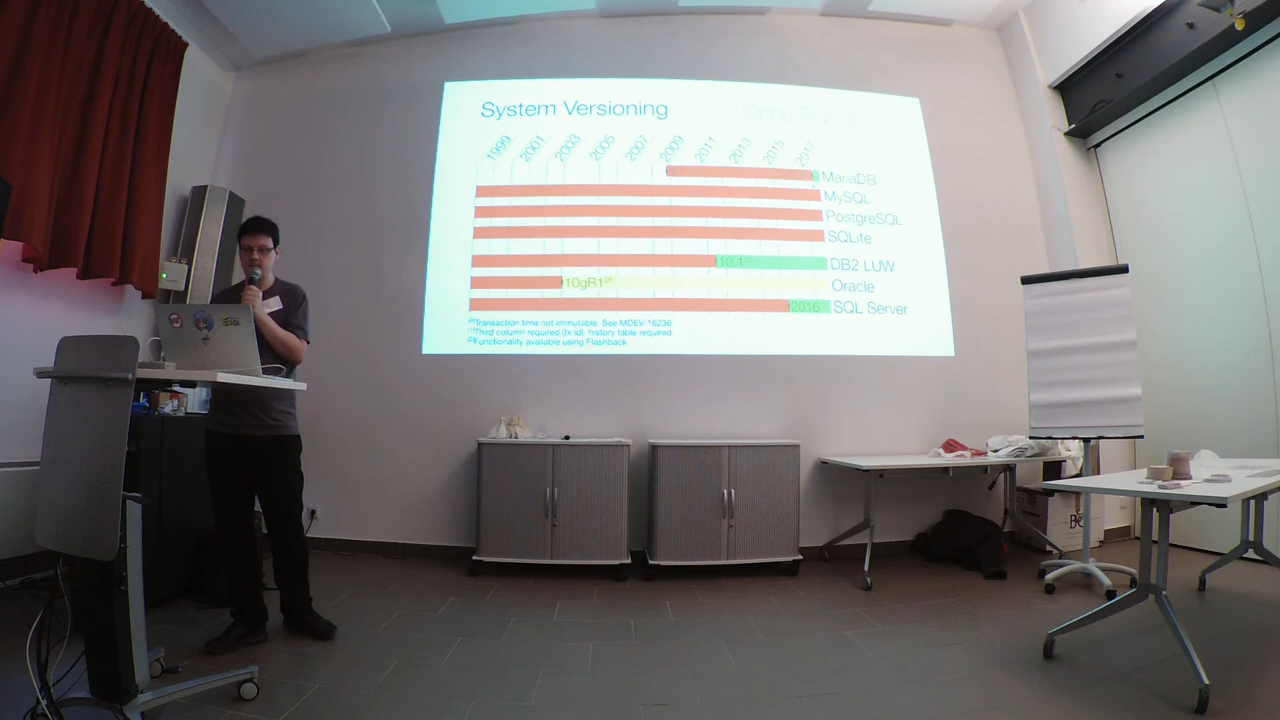 System Versioning
1999 2001 2003 2005 2007 2009 2011 2013 2015 2017
MariaDB
MySQL
PostgreSQL
SQLite
10.1 DB2 LUW
10gR1 Oracle
2016 SQL Server
Transaction time not immutable. See MDEV-16236.
Third column required (tx id), history table required.
Functionality available using Flashback